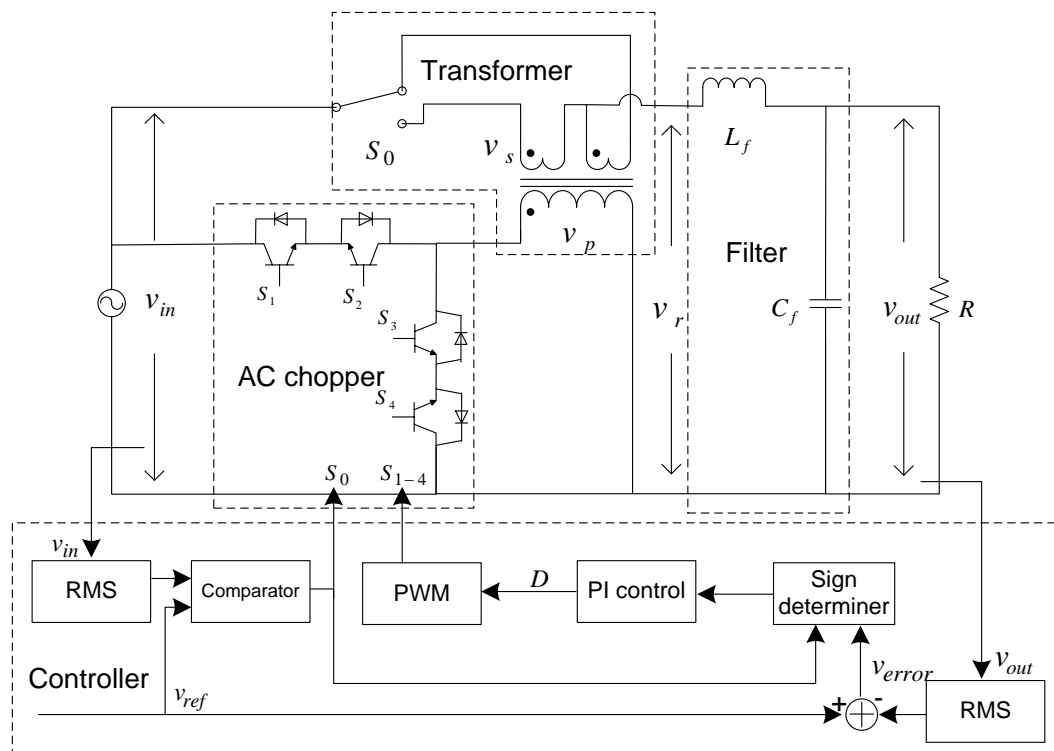 Transformer
S0
vs
vp
Lf
Filter
vin
S1
S2
S3
S4
AC chopper
vr
Cf
vout
R
S0
S1−4
vin
RMS
Comparator
PWM
D
PI control
Sign
determiner
Controller
vref
verror
vout
+
-
RMS